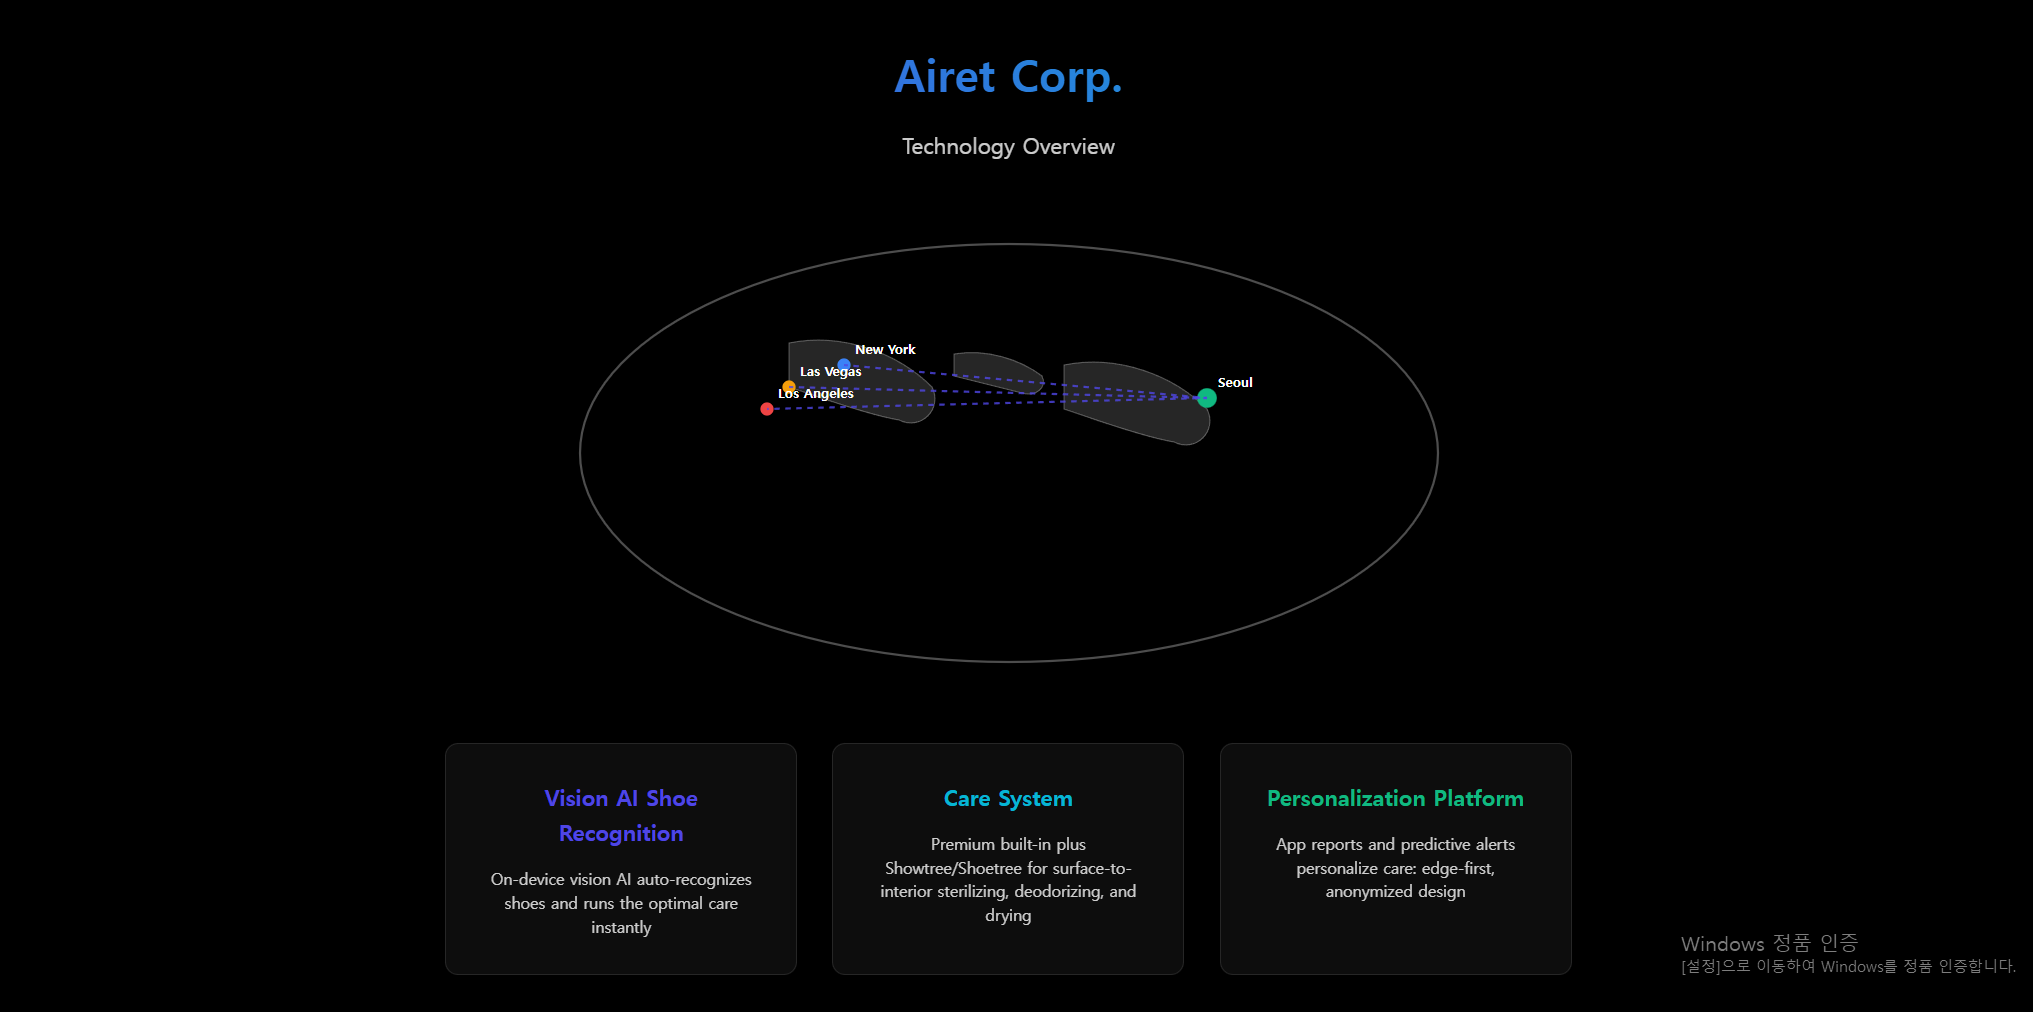 Airet Corp.
Technology Overview
New York
Las Vegas
Los Angeles
Seoul
Vision AI Shoe
Recognition
On-device vision AI auto-recognizes
shoes and runs the optimal care
instantly
Care System
Premium built-in plus
Showtree/Shoetree for surface-to-
interior sterilizing, deodorizing, and
drying
Personalization Platform
App reports and predictive alerts
personalize care: edge-first,
anonymized design
Windows 정품 인증
[설정]으로 이동하여 Windows를 정품 인증합니다.